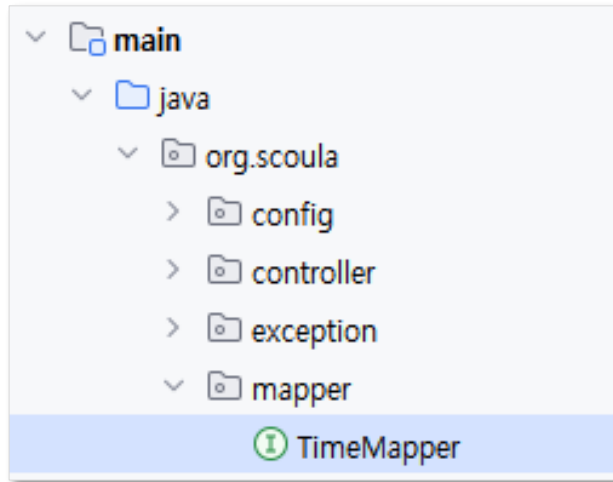 main
java
org.scoula
config
controller
exception
mapper
I TimeMapper